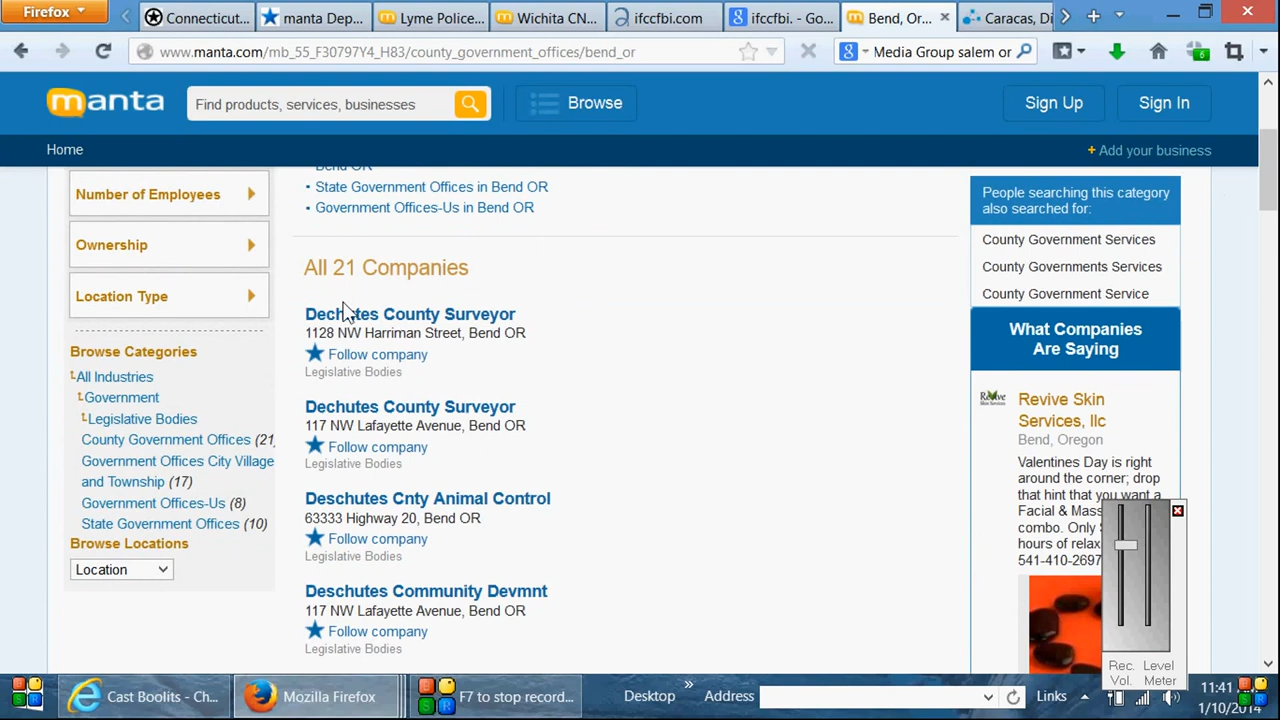 Firefox
Connecticut...
manta Dep...
Lyme Police...
Wichita CN...
ifccfbi.com
ifccfbi. - Go...
Bend, Or...
Caracas, Di
www.manta.com/mb_55_F30797Y4_H83/county_government_offices/bend_or
Media Group salem or
6
manta
Find products, services, businesses
Browse
Sign Up
Sign In
Home
+ Add your business
Number of Employees
Ownership
Location Type
Browse Categories
All Industries
Government
Legislative Bodies
County Government Offices (21
Government Offices City Village
and Township (17)
Government Offices-Us (8)
State Government Offices (10)
Browse Locations
Location
Bend OR
• State Government Offices in Bend OR
• Government Offices-Us in Bend OR
All 21 Companies
Dechutes County Surveyor
1128 NW Harriman Street, Bend OR
Follow company
Legislative Bodies
Dechutes County Surveyor
117 NW Lafayette Avenue, Bend OR
Follow company
Legislative Bodies
Deschutes Cnty Animal Control
63333 Highway 20, Bend OR
Follow company
Legislative Bodies
Deschutes Community Devmnt
117 NW Lafayette Avenue, Bend OR
Follow company
Legislative Bodies
People searching this category
also searched for:
County Government Services
County Governments Services
County Government Service
What Companies
Are Saying
Revive Skin
Services, llc
Bend, Oregon
Valentines Day is right
around the corner; drop
that hint that you want a
Facial & Mass
combo. Only
hours of relax
541-410-2697
Rec. Level
Vol. Meter
Cast Boolits - Ch...
Mozilla Firefox
F7 to stop record...
Desktop
»
Address
Links
11:41
1/10/2014